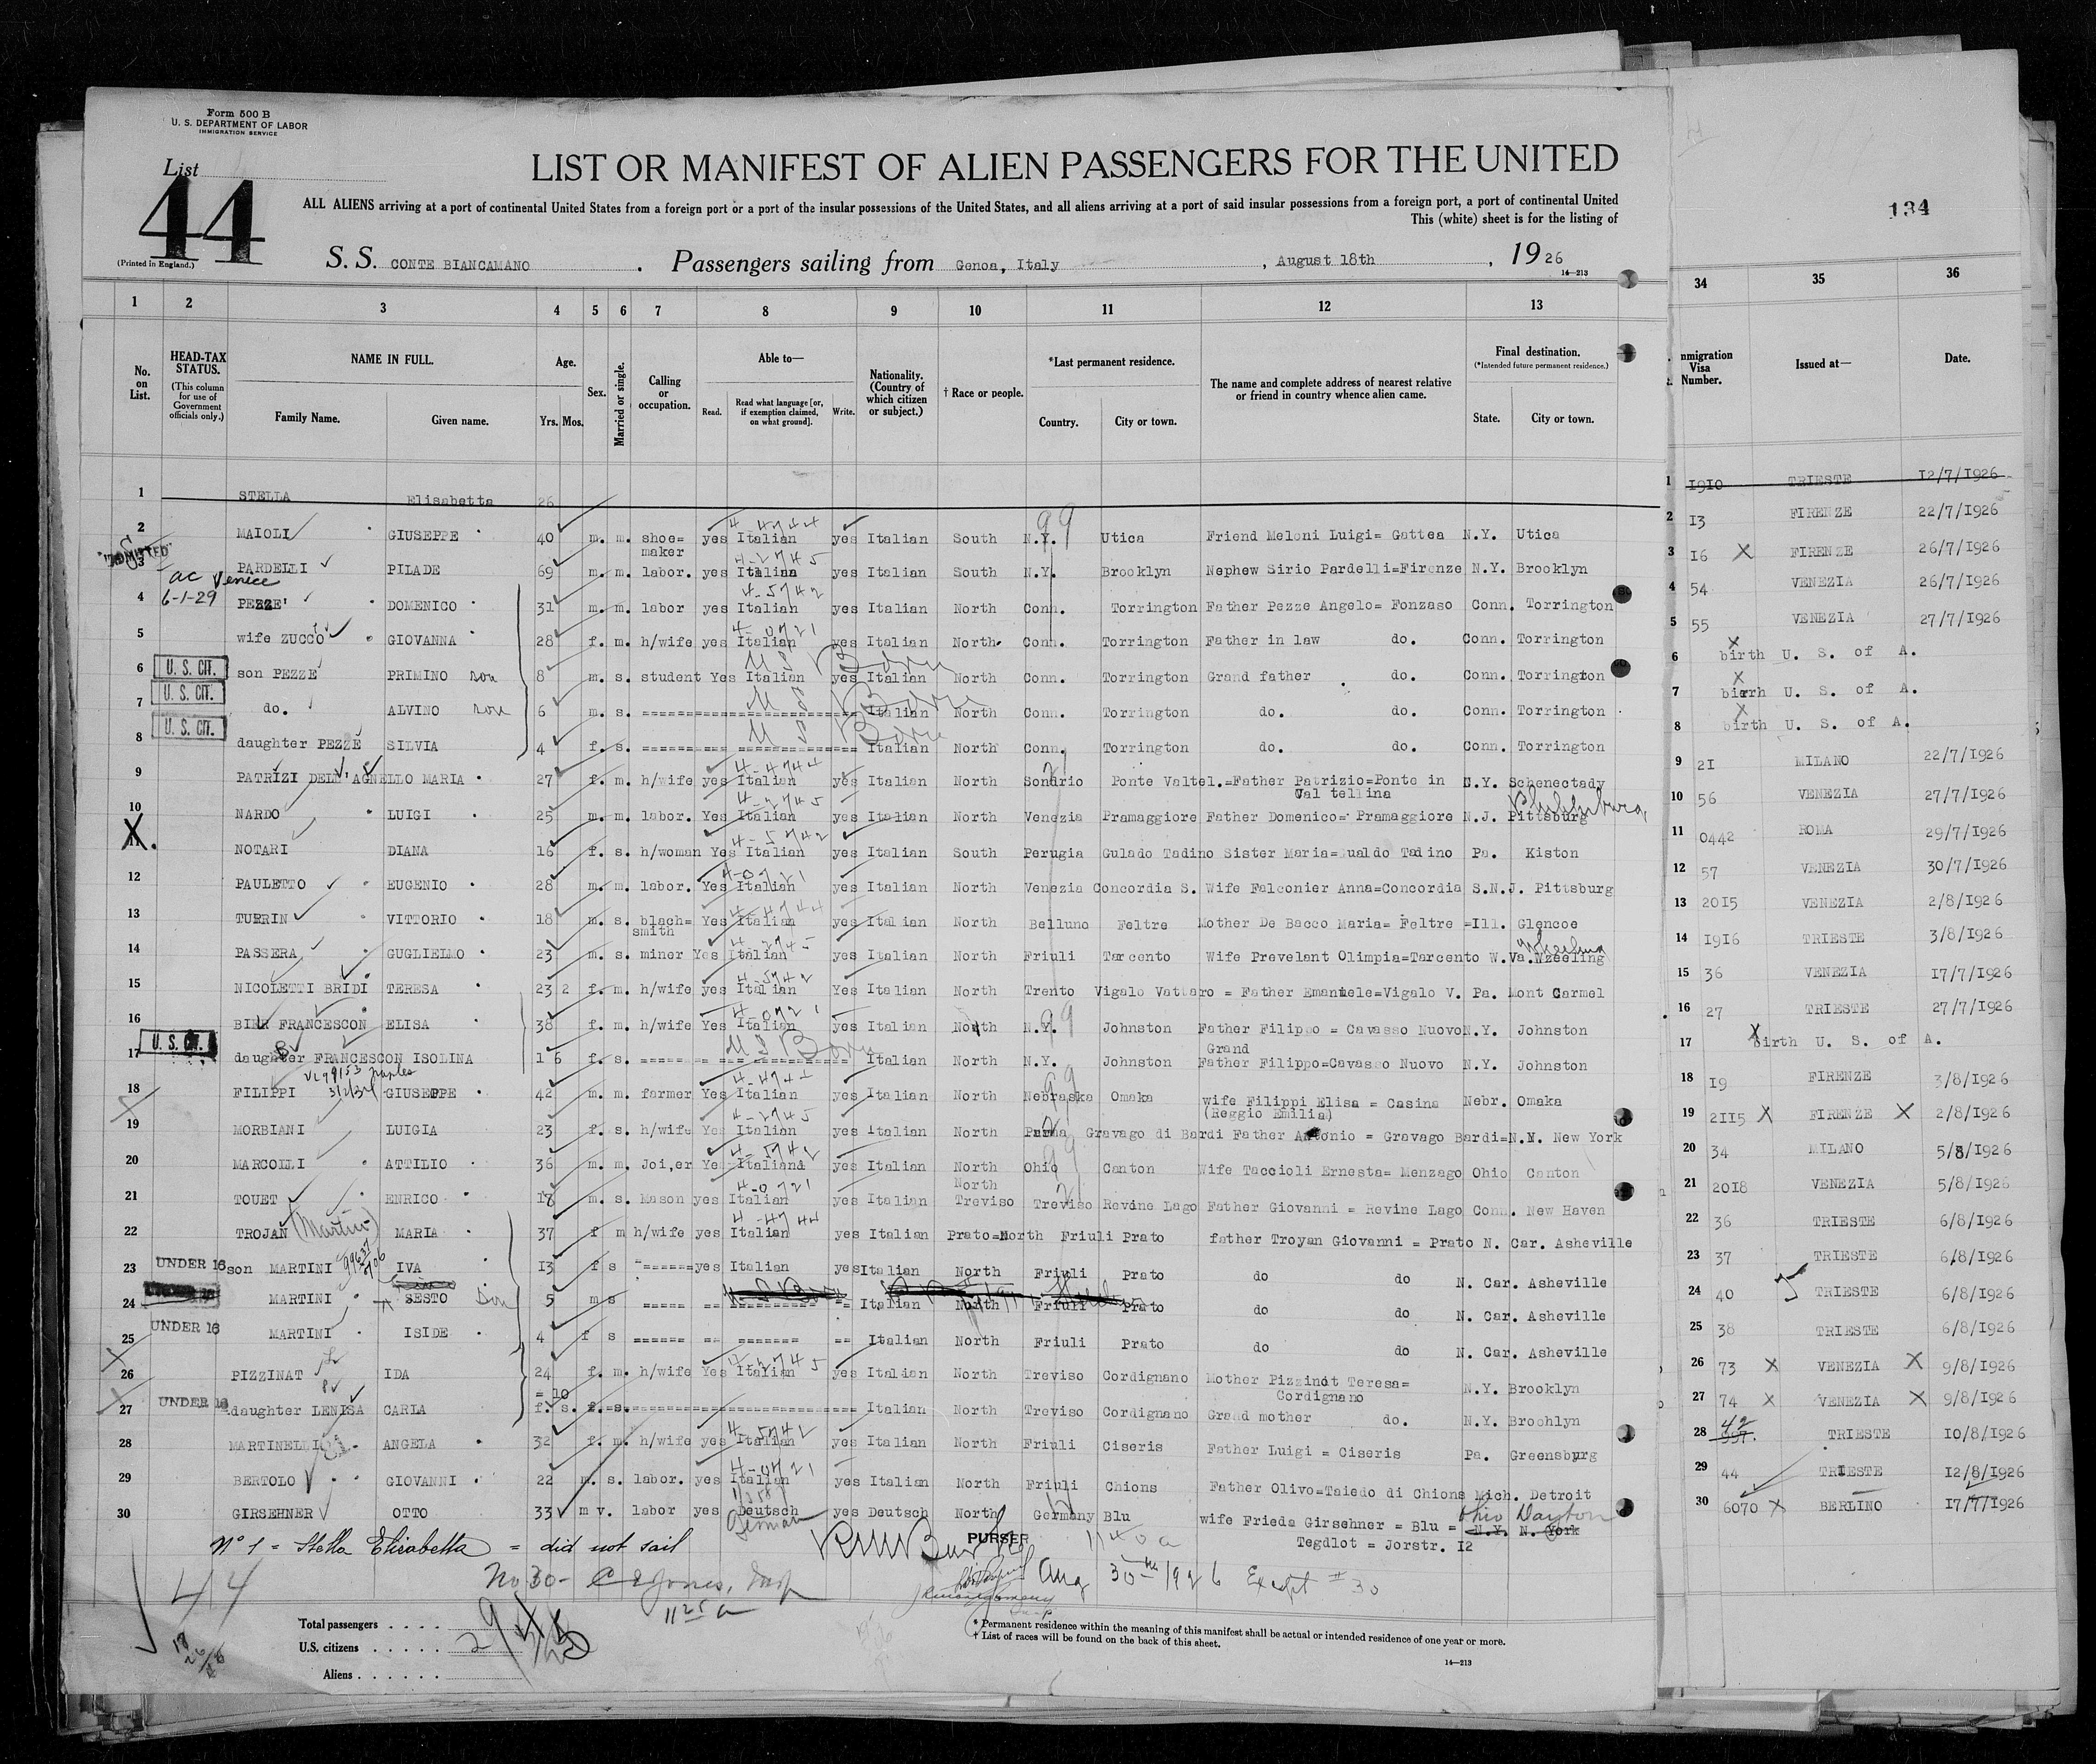 Form 500 B
U. S. DEPARTMENT OF LABOR
IMMIGRATION SERVICE
List
44
(Printed in England.)
LIST OR MANIFEST OF ALIEN PASSENGERS FOR THE UNITED
ALL ALIENS arriving at a port of continental United States from a foreign port or a port of the insular possessions of the United States, and all aliens arriving at a port of said insular possessions from a foreign port, a port of continental United
This (white) sheet is for the listing of
134
S. S. CONTE BIANCAMANO . Passengers sailing from Genoa, Italy , August 18th , 1926
14—213
1 2 3 4 5 6 7 8 9 10 11 12 13 34 35 36
No. on List.
HEAD-TAX STATUS.
(This column for use of Government officials only.)
NAME IN FULL.
Family Name. Given name.
Age.
Yrs. Mos.
Sex.
Married or single.
Calling or occupation.
Able to—
Read. Read what language [or, if exemption claimed, on what ground]. Write.
Nationality. (Country of which citizen or subject.)
† Race or people.
*Last permanent residence.
Country. City or town.
The name and complete address of nearest relative or friend in country whence alien came.
Final destination.
(*Intended future permanent residence.)
State. City or town.
mmigration Visa Number.
Issued at—
Date.
1 STELLA Elisabetta 26 1 1910 TRIESTE 12/7/1926
2 MAIOLI GIUSEPPE 40 m. m. shoe= maker yes Italian yes Italian South N.Y. Utica Friend Meloni Luigi= Gattea N.Y. Utica 2 13 FIRENZE 22/7/1926
"ADMITTED"
3 PARDELLI PILADE 69 m. m. labor. yes Italian yes Italian South N.Y. Brooklyn Nephew Sirio Pardelli=Firenze N.Y. Brooklyn 3 16 X FIRENZE 26/7/1926
ac Venice
6-1-29
4 PEZZE' DOMENICO 31 m. m. labor yes Italian yes Italian North Conn. Torrington Father Pezze Angelo= Fonzaso Conn. Torrington 4 54 VENEZIA 26/7/1926
5 wife ZUCCO GIOVANNA 28 f. m. h/wife yes Italian yes Italian North Conn. Torrington Father in law do. Conn. Torrington 5 55 VENEZIA 27/7/1926
6 U. S. CIT. son PEZZE PRIMINO son 8 m. s. student Yes Italian yes Italian North Conn. Torrington Grand father do. Conn. Torrington 6 birth U. S. of A.
7 U. S. CIT. do. ALVINO son 6 m. s. Italian North Conn. Torrington do. do. Conn. Torrington 7 bierh U. S. of A.
8 U. S. CIT. daughter PEZZÈ SILVIA 4 f. s. Italian North Conn. Torrington do. do. Conn. Torrington 8 birth U. S. of A.
9 PATRIZI DELL'AGNELLO MARIA 27 f. m. h/wife yes Italian yes Italian North Sondrio Ponte Valtel.=Father Patrizio=Ponte in Val tellina N.Y. Schenectady 9 21 MILANO 22/7/1926
10 NARDO LUIGI 25 m. m. labor. Yes Italian yes Italian North Venezia Pramaggiore Father Domenico= Pramaggiore N.J. Pittsburg 10 56 VENEZIA 27/7/1926
11 NOTARI DIANA 16 f. s. h/woman Yes Italian yes Italian South Perugia Gulado Tadino Sister Maria=Gualdo Tadino Pa. Kiston 11 0442 ROMA 29/7/1926
12 PAULETTO EUGENIO 28 m. m. labor. Yes Italian yes Italian North Venezia Concordia S. Wife Falconier Anna=Concordia S.N.J. Pittsburg 12 57 VENEZIA 30/7/1926
13 TURRIN VITTORIO 18 m. s. blach= smith Yes Italian yes Italian North Belluno Feltre Mother De Bacco Maria= Feltre =Ill. Glencoe 13 2015 VENEZIA 2/8/1926
14 PASSERA GUGLIELMO 23 m. s. miner Yes Italian yes Italian North Friuli Tarcento Wife Prevelant Olimpia=Tarcento W.Va. Wzeeling 14 1916 TRIESTE 3/8/1926
15 NICOLETTI BRIDI TERESA 23 2 f. m. h/wife yes Italian Yes Italian North Trento Vigalo Vattaro = Father Emanuele=Vigalo V. Pa. Mont Carmel 15 36 VENEZIA 17/7/1926
16 BIER FRANCESCON ELISA 38 f. m. h/wife Yes Italian yes Italian North N.Y. Johnston Father Filippo = Cavasso Nuovo N.Y. Johnston 16 27 TRIESTE 27/7/1926
17 U. S. CIT. daughter FRANCESCON ISOLINA 1 6 f. s. Italian North N.Y. Johnston Grand Father Filippo=Cavasso Nuovo N.Y. Johnston 17 birth U. S. of A.
18 FILIPPI GIUSEPPE 42 m. m. farmer Yes Italian yes Italian North Nebraska Omaka wife Filippi Elisa = Casina (Reggio Emilia) Nebr. Omaka 18 19 FIRENZE 3/8/1926
19 MORBIANI LUIGIA 23 f. s. h/wife Yes Italian yes Italian North Parma Gravago di Bardi Father Antonio = Gravago Bardi=N.Y. New York 19 2115 X FIRENZE X 2/8/1926
20 MARCOLLI ATTILIO 36 m. m. Joi,er Yes Italiana yes Italian North Ohio Canton Wife Taccioli Ernesta= Menzago Ohio Canton 20 34 MILANO 5/8/1926
21 TOUET ENRICO 18 m. s. Mason yes Italian yes Italian North Treviso Treviso Revine Lago Father Giovanni = Revine Lago Conn. New Haven 21 2018 VENEZIA 5/8/1926
22 TROJAN (Martini) MARIA 37 f m h/wife yes Italian yes Italian Prato=North Friuli Prato father Troyan Giovanni = Prato N. Car. Asheville 22 36 TRIESTE 6/8/1926
23 UNDER 16 son MARTINI IVA 13 f s yes Italian yes Italian North Friuli Prato do do N. Car. Asheville 23 37 TRIESTE 6/8/1926
24 MARTINI SESTO Son 5 m s Italian North Friuli Prato do do N. Car. Asheville 24 40 TRIESTE 6/8/1926
25 UNDER 16 MARTINI ISIDE 4 f s Italian North Friuli Prato do do N. Car. Asheville 25 38 TRIESTE 6/8/1926
26 PIZZINAT IDA 24 f. m. h/wife Yes Italian yes Italian North Treviso Cordignano Mother Pizzinat Teresa= Cordignano N.Y. Brooklyn 26 73 X VENEZIA X 9/8/1926
27 UNDER 16 daughter LENISA CARLA = 10 f. s. f. s. Italian North Treviso Cordignano Grand mother do. N.Y. Broohlyn 27 74 X VENEZIA X 9/8/1926
28 MARTINELLI ANGELA 32 f. m. h/wife yes Italian yes Italian North Friuli Ciseris Father Luigi = Ciseris Pa. Greensburg 28 42 TRIESTE 10/8/1926
29 BERTOLO GIOVANNI 22 m. s. labor. yes Italian yes Italian North Friuli Chions Father Olivo=Taiedo di Chions Mich. Detroit 29 44 TRIESTE 12/8/1926
30 GIRSEHNER OTTO 33 m v. labor yes Deutsch German yes Deutsch North Germany Blu wife Frieda Girsehner = Blu = Tegdlot = Jorstr. I2 N.Y. N. York Ohio Dayton 30 6070 X BERLINO 17/7/1926
N° 1 = Stella Elisabetta = did not sail
PURSER
1140 a
No 30- C E Jones, Insp
1125 a
Aug 30th 1926 Except #30
44
Total passengers
U.S. citizens
Aliens
* Permanent residence within the meaning of this manifest shall be actual or intended residence of one year or more.
† List of races will be found on the back of this sheet.
14—213